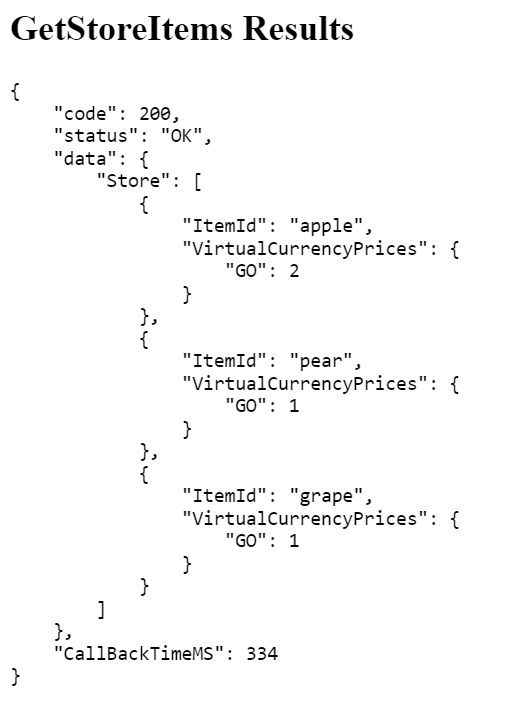 GetStoreItems Results
{
    "code": 200,
    "status": "OK",
    "data": {
        "Store": [
            {
                "ItemId": "apple",
                "VirtualCurrencyPrices": {
                    "GO": 2
                }
            },
            {
                "ItemId": "pear",
                "VirtualCurrencyPrices": {
                    "GO": 1
                }
            },
            {
                "ItemId": "grape",
                "VirtualCurrencyPrices": {
                    "GO": 1
                }
            }
        ]
    },
    "CallBackTimeMS": 334
}